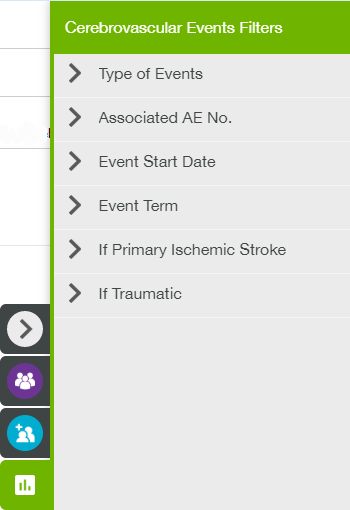 Cerebrovascular Events Filters
Type of Events
Associated AE No.
Event Start Date
Event Term
If Primary Ischemic Stroke
If Traumatic